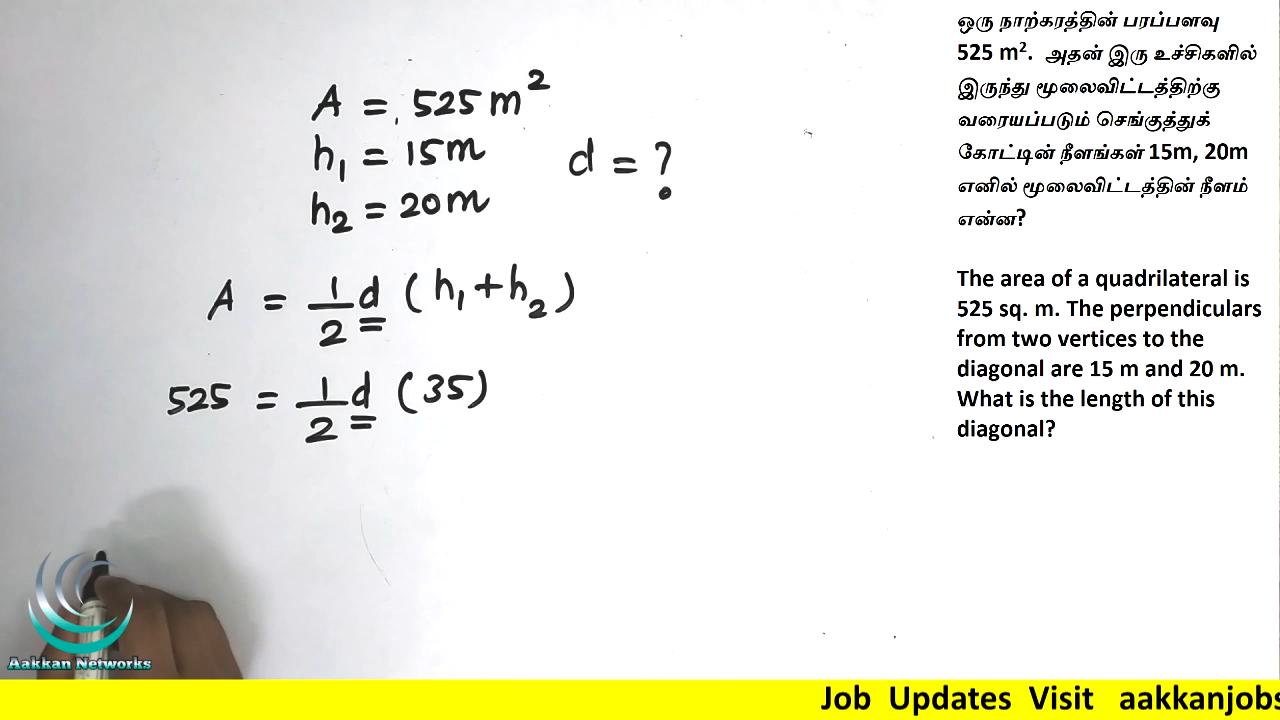 A = 525 m²
h₁ = 15m
d = ?
h₂ = 20m
A = 1/2 d (h₁ + h₂)
525 = 1/2 d (35)
ஒரு நாற்கரத்தின் பரப்பளவு
525 m². அதன் இரு உச்சிகளில்
இருந்து மூலைவிட்டத்திற்கு
வரையப்படும் செங்குத்துக்
கோட்டின் நீளங்கள் 15m, 20m
எனில் மூலைவிட்டத்தின் நீளம்
என்ன?
The area of a quadrilateral is
525 sq. m. The perpendiculars
from two vertices to the
diagonal are 15 m and 20 m.
What is the length of this
diagonal?
Aakkan Networks
Job Updates Visit aakkanjobs